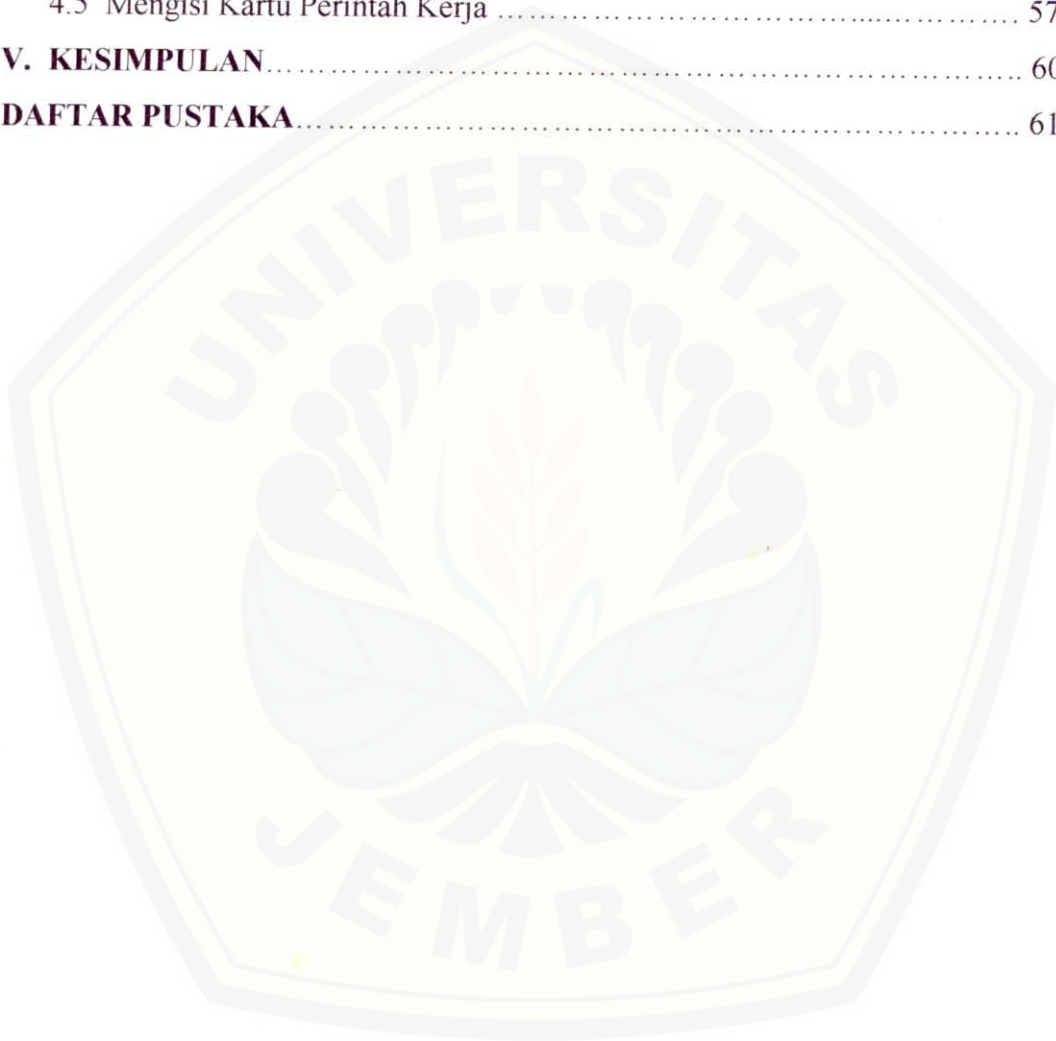 4.5 Mengisi Kartu Perintah Kerja ............................................................ 57
V. KESIMPULAN............................................................................ 60
DAFTAR PUSTAKA........................................................................ 61
UNIVERSITAS
JEMBER